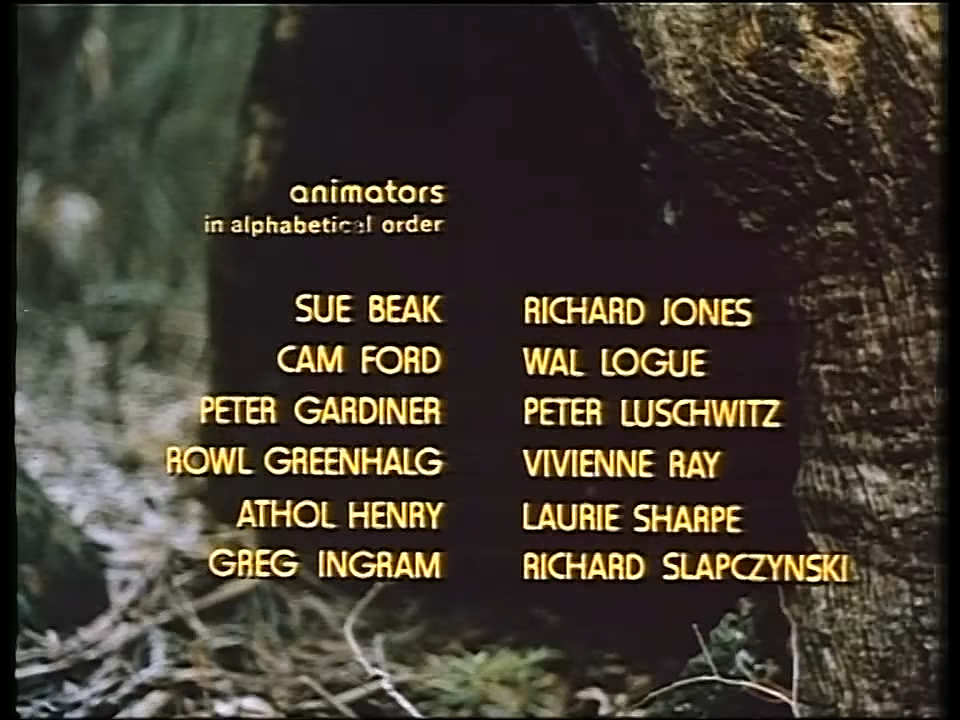 animators
in alphabetical order
SUE BEAK
CAM FORD
PETER GARDINER
ROWL GREENHALG
ATHOL HENRY
GREG INGRAM
RICHARD JONES
WAL LOGUE
PETER LUSCHWITZ
VIVIENNE RAY
LAURIE SHARPE
RICHARD SLAPCZYNSKI